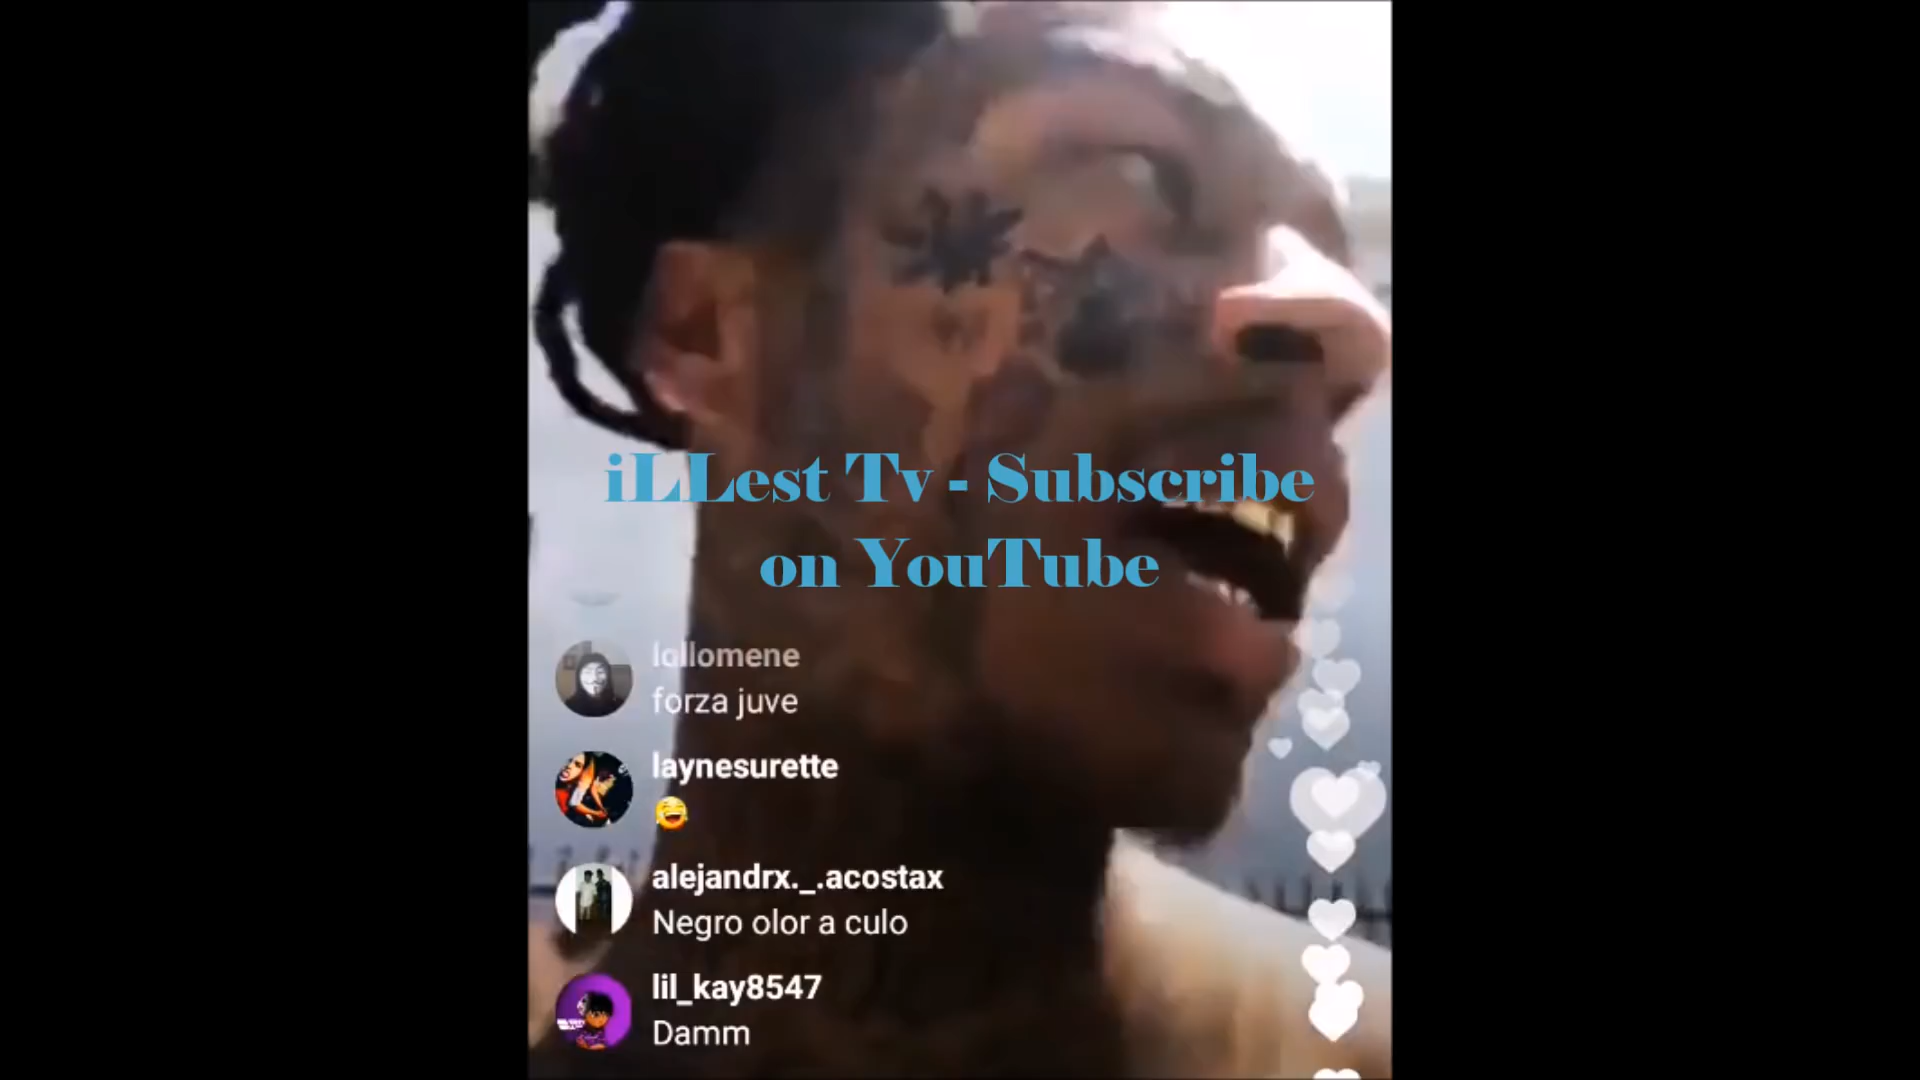 iLLest Tv - Subscribe
on YouTube
lollomene
forza juve
laynesurette
😂
alejandrx._.acostax
Negro olor a culo
lil_kay8547
Damm